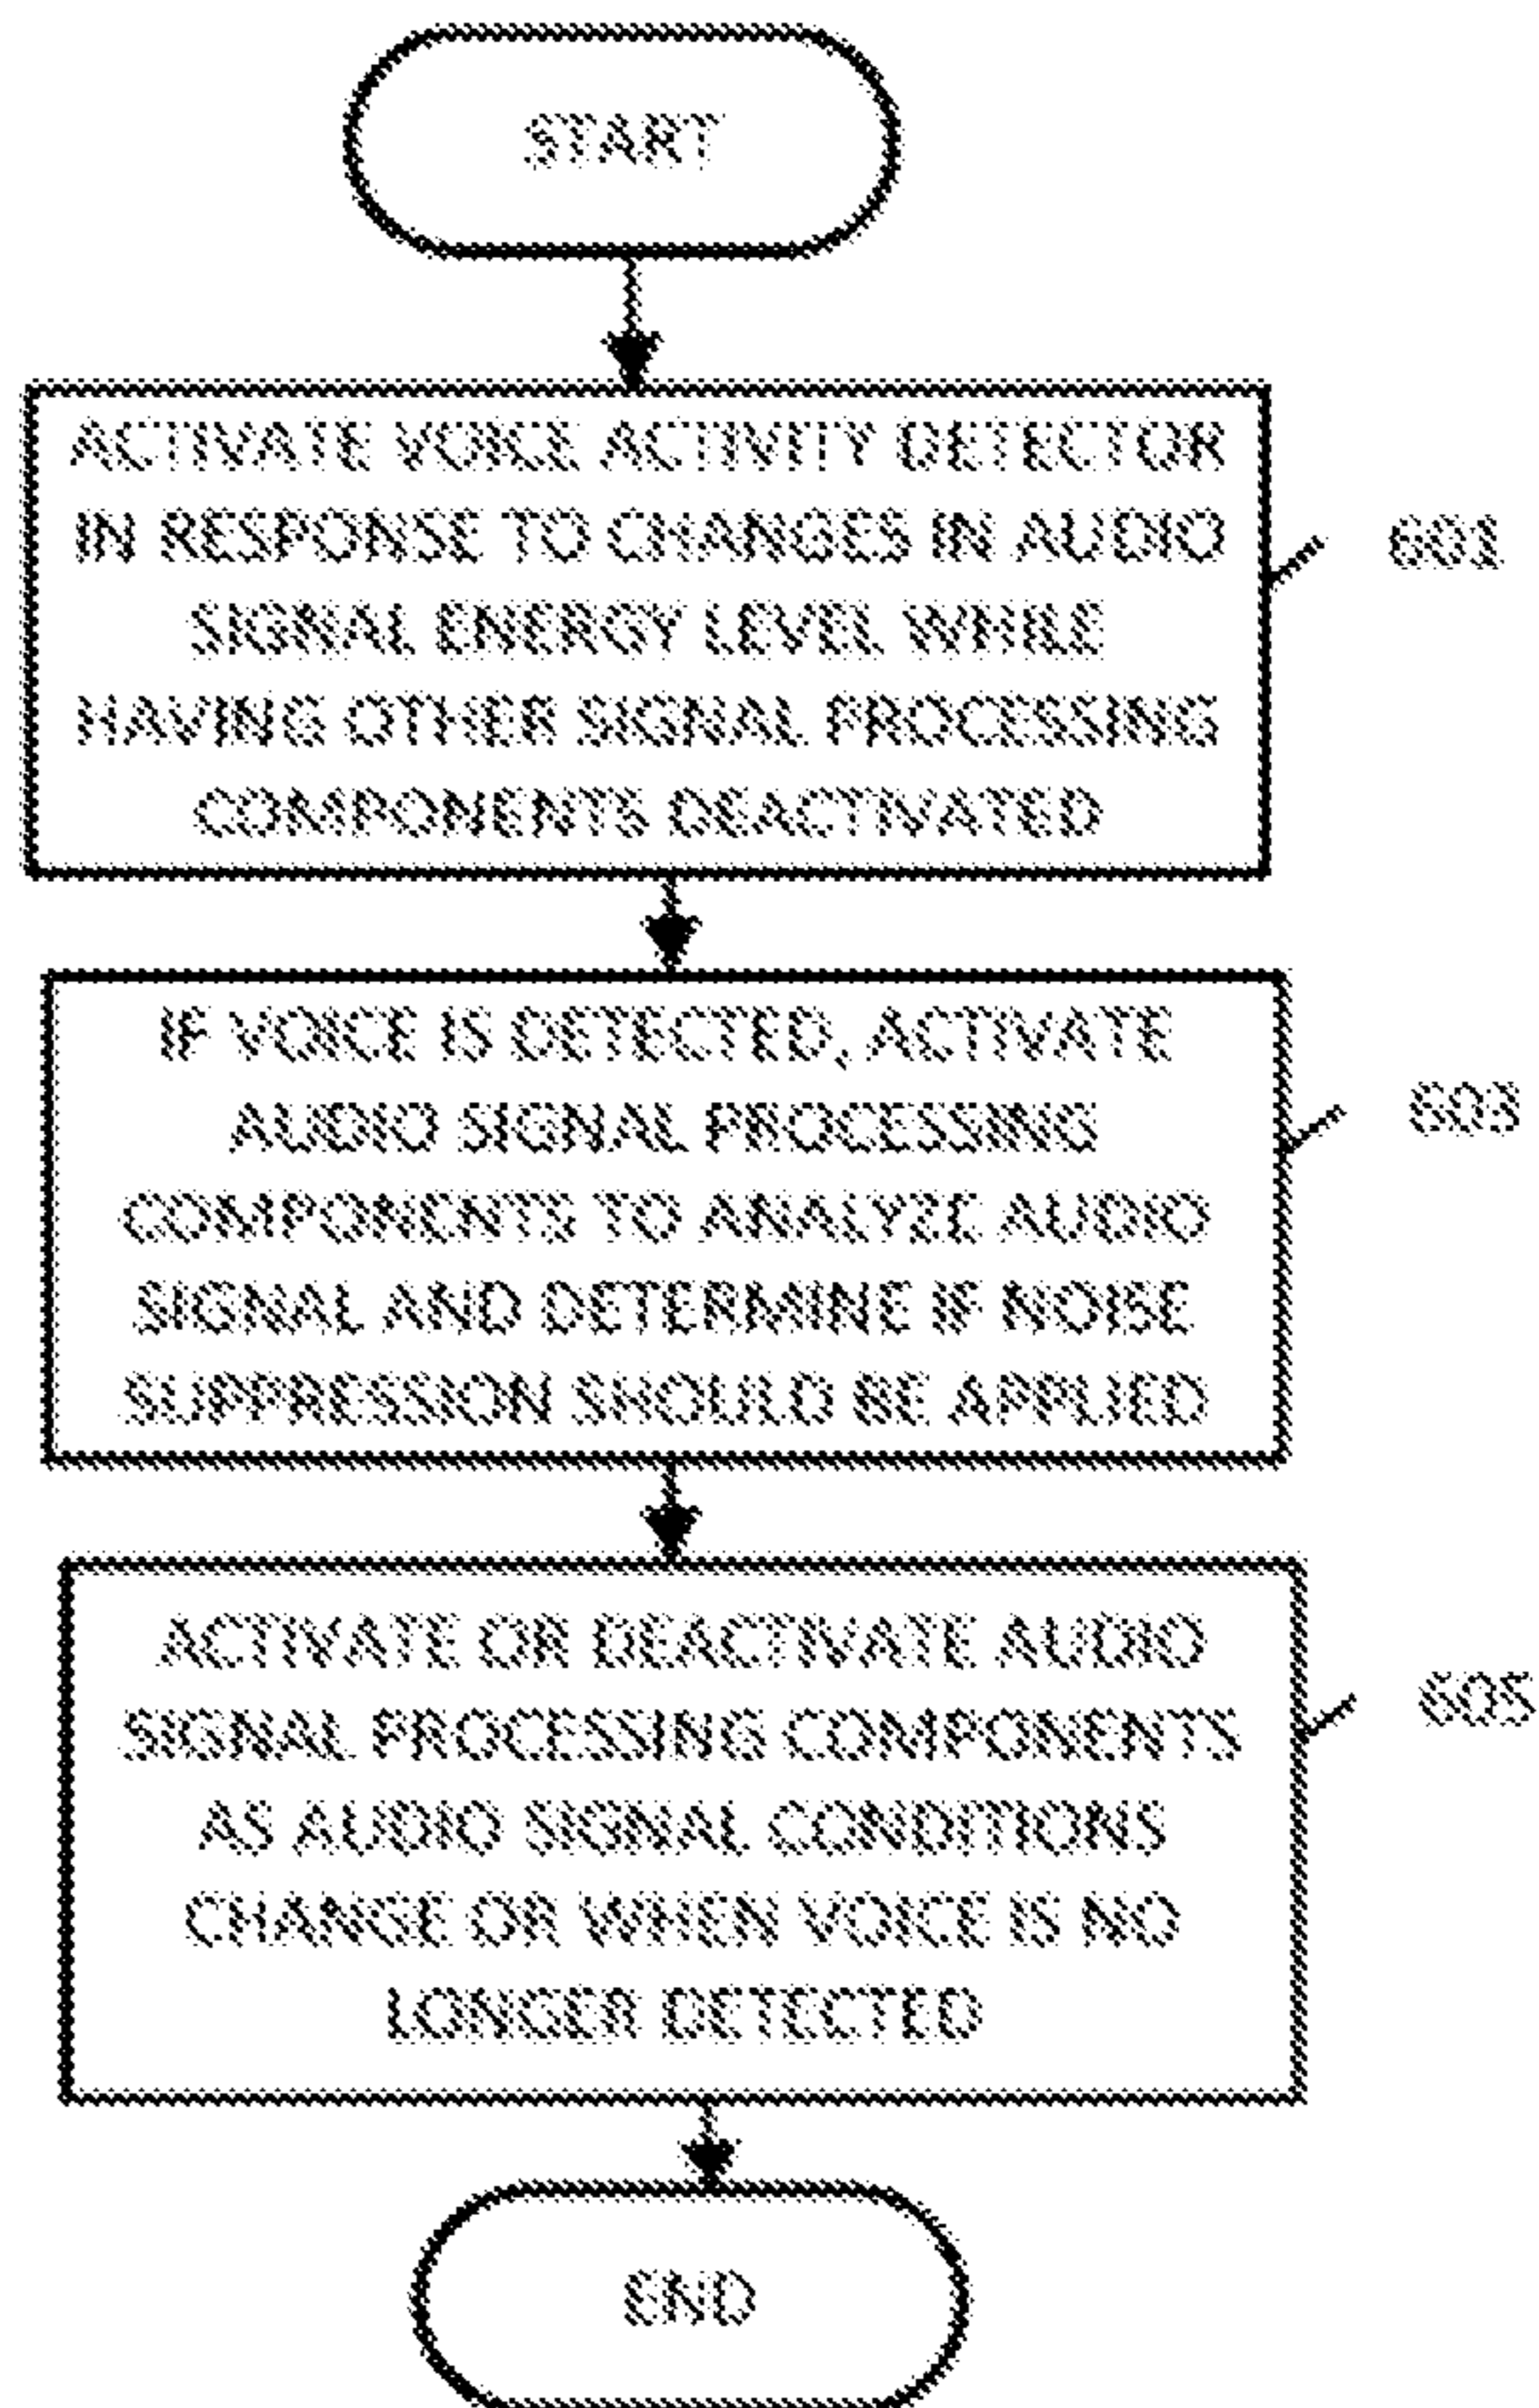 START
ACTIVATE VOICE ACTIVITY DETECTOR
IN RESPONSE TO CHANGES IN AUDIO
SIGNAL ENERGY LEVEL WHILE
HAVING OTHER SIGNAL PROCESSING
COMPONENTS DEACTIVATED
601
IF VOICE IS DETECTED, ACTIVATE
AUDIO SIGNAL PROCESSING
COMPONENTS TO ANALYZE AUDIO
SIGNAL AND DETERMINE IF NOISE
SUPPRESSION SHOULD BE APPLIED
603
ACTIVATE OR DEACTIVATE AUDIO
SIGNAL PROCESSING COMPONENTS
AS AUDIO SIGNAL CONDITIONS
CHANGE OR WHEN VOICE IS NO
LONGER DETECTED
605
END